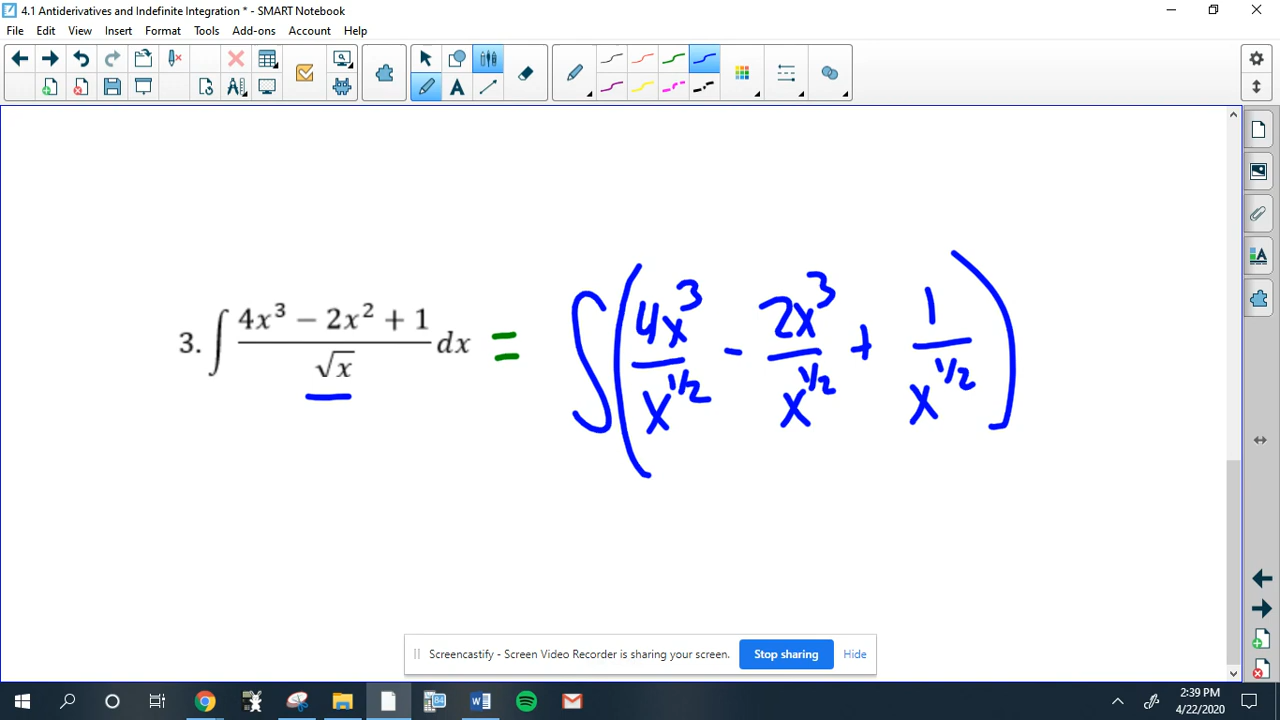 4.1 Antiderivatives and Indefinite Integration * - SMART Notebook
File Edit View Insert Format Tools Add-ons Account Help
3. ∫ (4x³ − 2x² + 1)/√x dx = ∫ (4x³/x^1/2 - 2x³/x^1/2 + 1/x^1/2)
Screencastify - Screen Video Recorder is sharing your screen. Stop sharing Hide
2:39 PM
4/22/2020